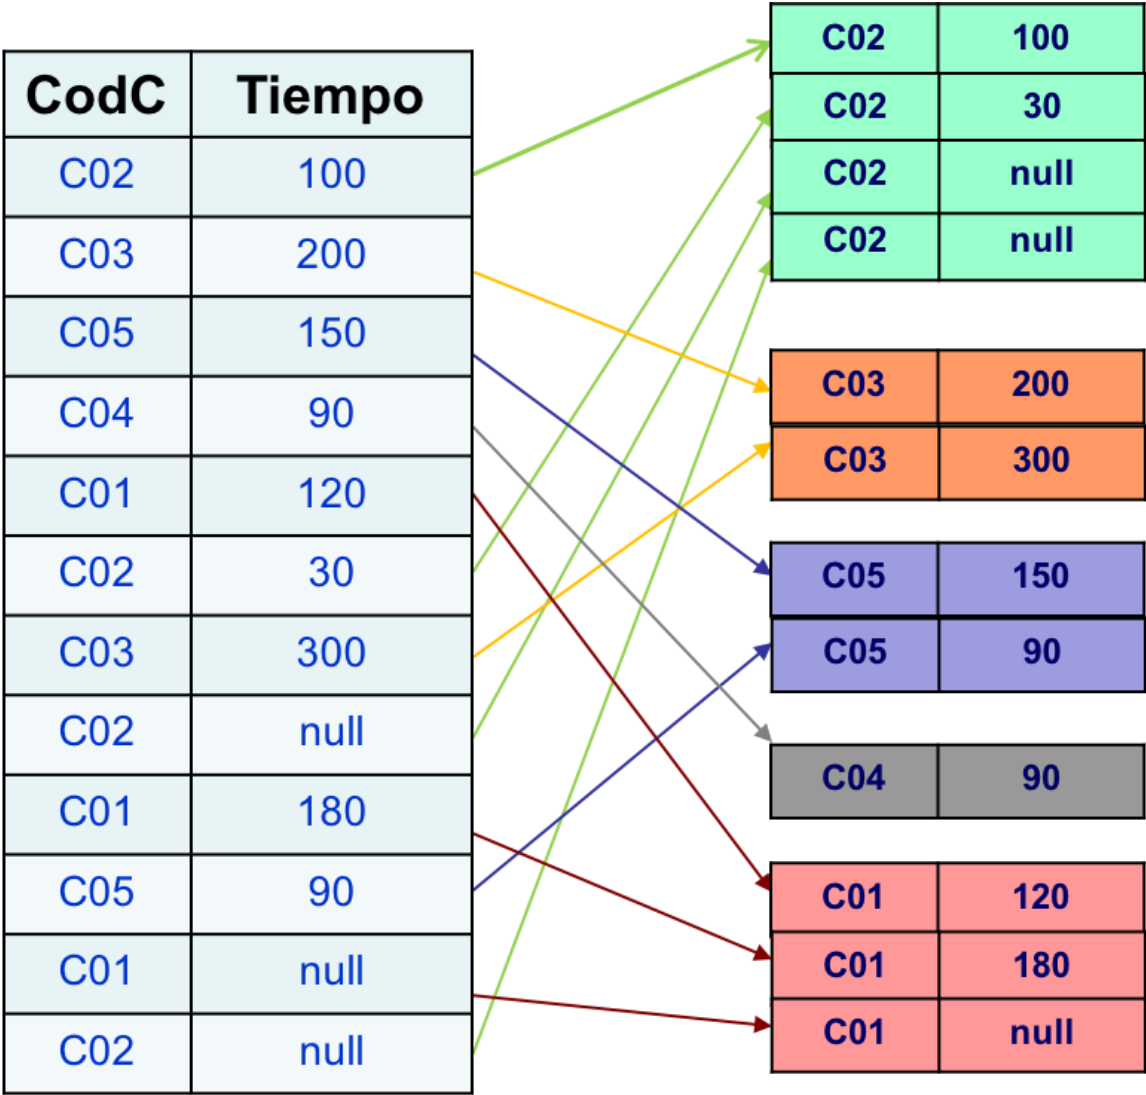 CodC Tiempo
C02 100
C03 200
C05 150
C04 90
C01 120
C02 30
C03 300
C02 null
C01 180
C05 90
C01 null
C02 null
C02 100
C02 30
C02 null
C02 null
C03 200
C03 300
C05 150
C05 90
C04 90
C01 120
C01 180
C01 null